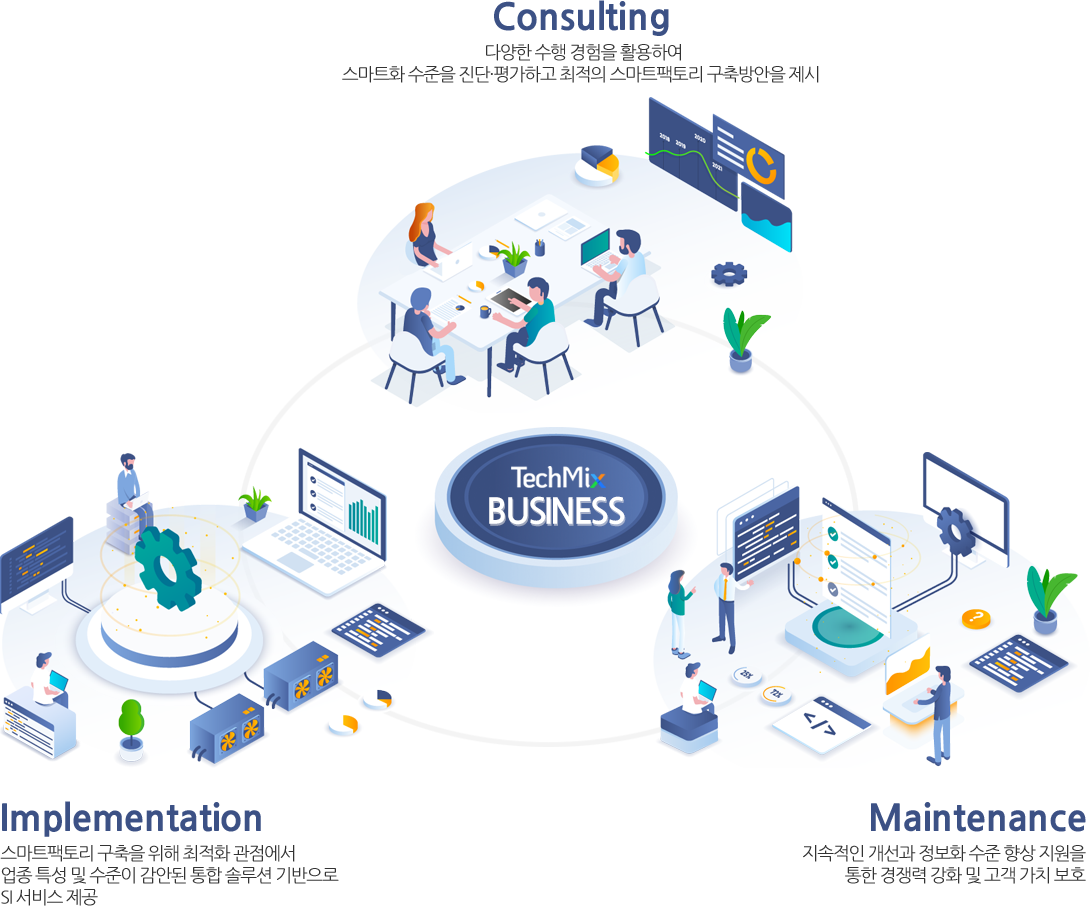 Consulting
다양한 수행 경험을 활용하여
스마트화 수준을 진단·평가하고 최적의 스마트팩토리 구축방안을 제시
2018
2019
2020
2021
TechMix
BUSINESS
?
25%
72%
</>
Implementation
스마트팩토리 구축을 위해 최적화 관점에서
업종 특성 및 수준이 감안된 통합 솔루션 기반으로
SI 서비스 제공
Maintenance
지속적인 개선과 정보화 수준 향상 지원을
통한 경쟁력 강화 및 고객 가치 보호